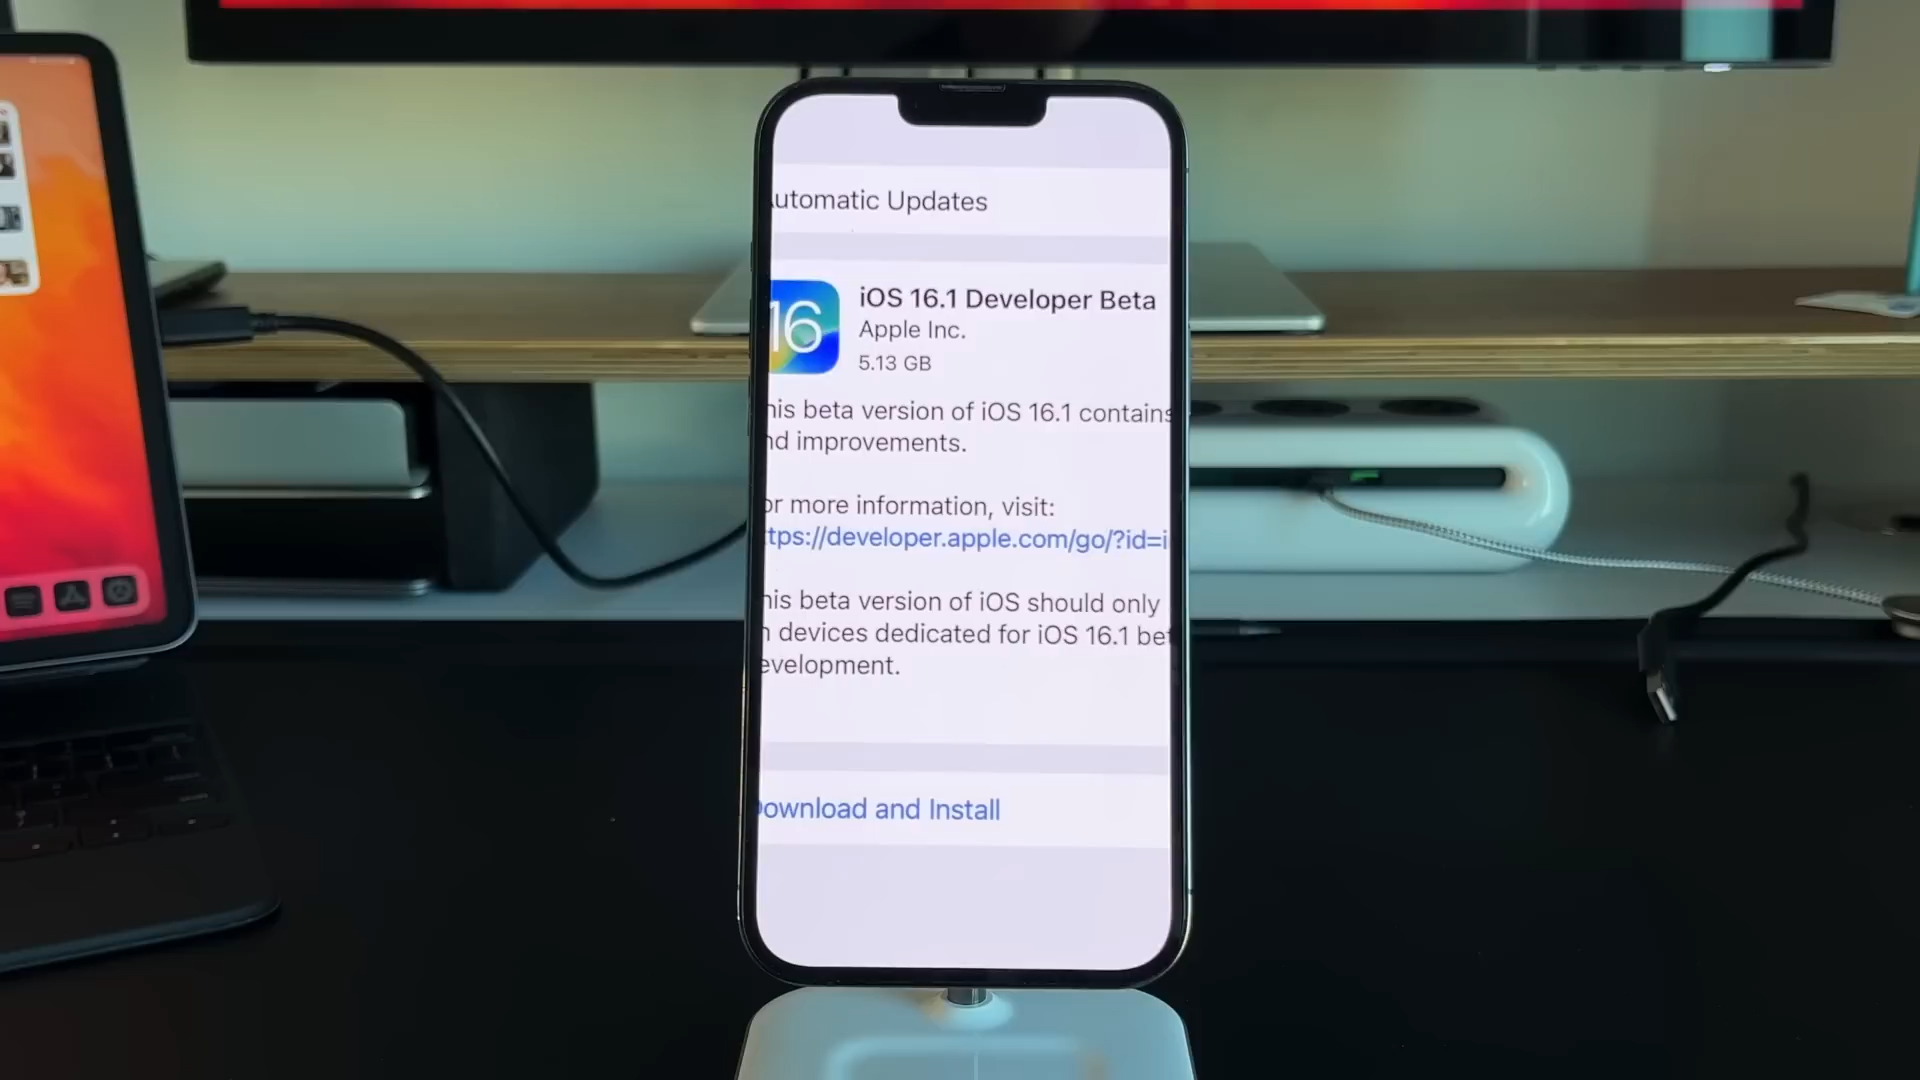 utomatic Updates
16
iOS 16.1 Developer Beta
Apple Inc.
5.13 GB
his beta version of iOS 16.1 contains
nd improvements.
or more information, visit:
tps://developer.apple.com/go/?id=i
his beta version of iOS should only
n devices dedicated for iOS 16.1 bet
evelopment.
ownload and Install